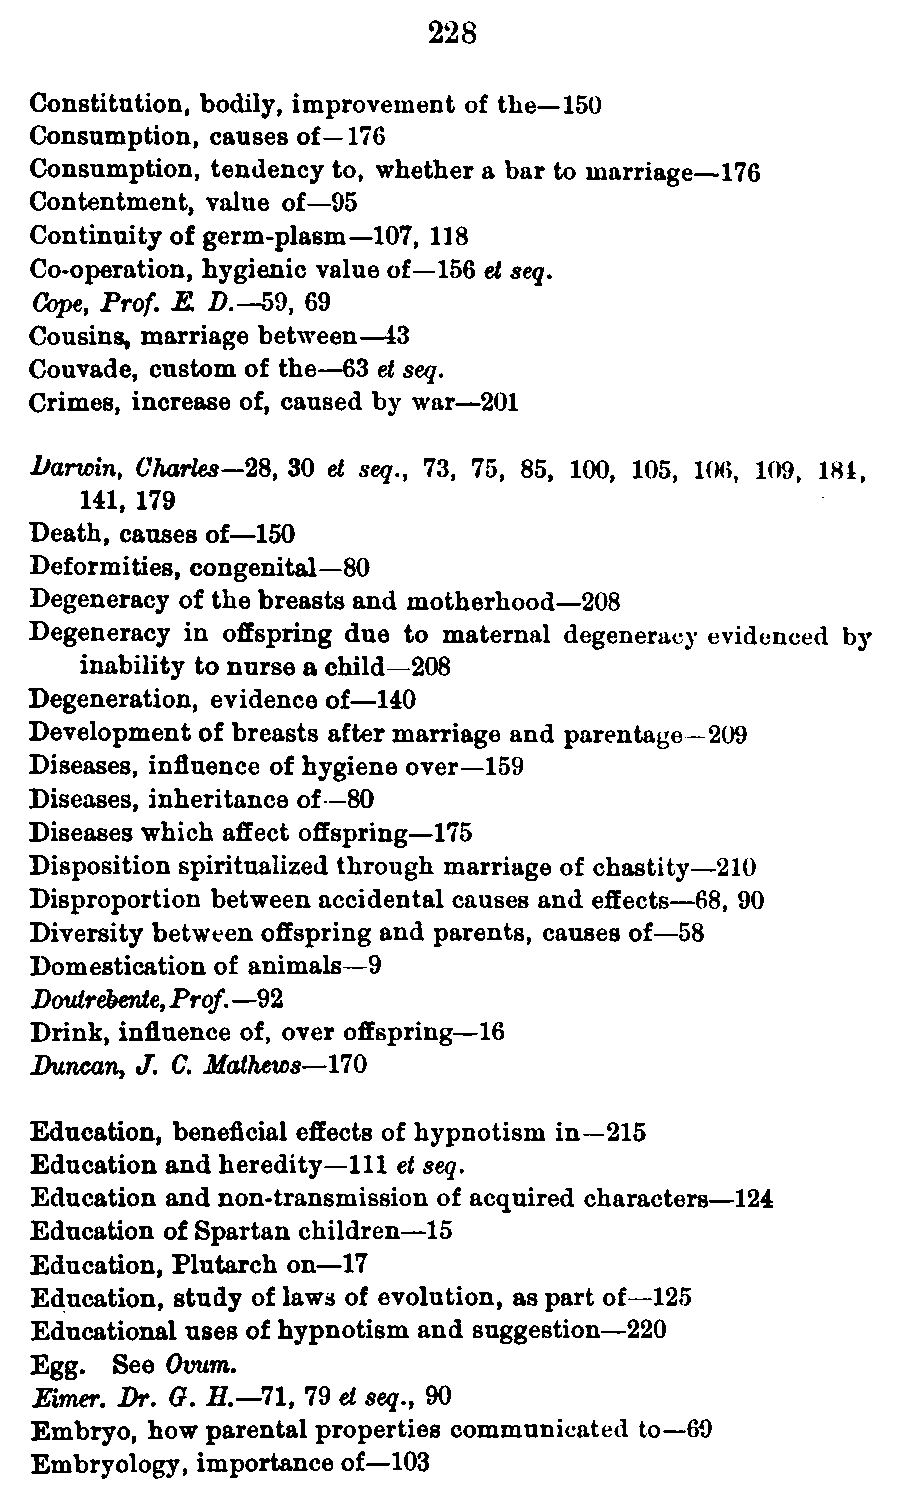 228
Constitution, bodily, improvement of the—150
Consumption, causes of—176
Consumption, tendency to, whether a bar to marriage—176
Contentment, value of—95
Continuity of germ-plasm—107, 118
Co-operation, hygienic value of—156 et seq.
Cope, Prof. E. D.—59, 69
Cousins, marriage between—43
Couvade, custom of the—63 et seq.
Crimes, increase of, caused by war—201
Darwin, Charles—28, 30 et seq., 73, 75, 85, 100, 105, 106, 109, 184,
141, 179
Death, causes of—150
Deformities, congenital—80
Degeneracy of the breasts and motherhood—208
Degeneracy in offspring due to maternal degeneracy evidenced by
inability to nurse a child—208
Degeneration, evidence of—140
Development of breasts after marriage and parentage—209
Diseases, influence of hygiene over—159
Diseases, inheritance of—80
Diseases which affect offspring—175
Disposition spiritualized through marriage of chastity—210
Disproportion between accidental causes and effects—68, 90
Diversity between offspring and parents, causes of—58
Domestication of animals—9
Doutrebente, Prof.—92
Drink, influence of, over offspring—16
Duncan, J. C. Mathews—170
Education, beneficial effects of hypnotism in—215
Education and heredity—111 et seq.
Education and non-transmission of acquired characters—124
Education of Spartan children—15
Education, Plutarch on—17
Education, study of laws of evolution, as part of—125
Educational uses of hypnotism and suggestion—220
Egg. See Ovum.
Eimer. Dr. G. H.—71, 79 et seq., 90
Embryo, how parental properties communicated to—69
Embryology, importance of—103